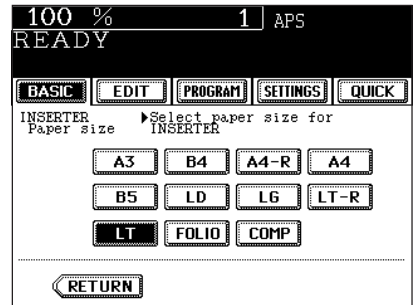 100 % 1 APS
READY
BASIC EDIT PROGRAM SETTINGS QUICK
INSERTER ▶Select paper size for
Paper size INSERTER
A3 B4 A4-R A4
B5 LD LG LT-R
LT FOLIO COMP
RETURN